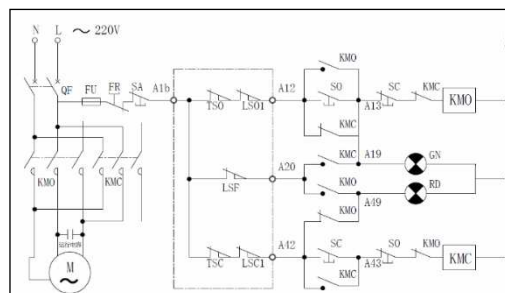 N L ～ 220V
KMO
QF FU FR SA A1b A12 SO SC KMC
TSO LSO1 A13 KMO
KMC
KMC A19 GN
A20
KMO KMC LSF KMO A49 RD
KMO
A42 SC SO KMO
TSC LSC1 A43 KMC
M KMC